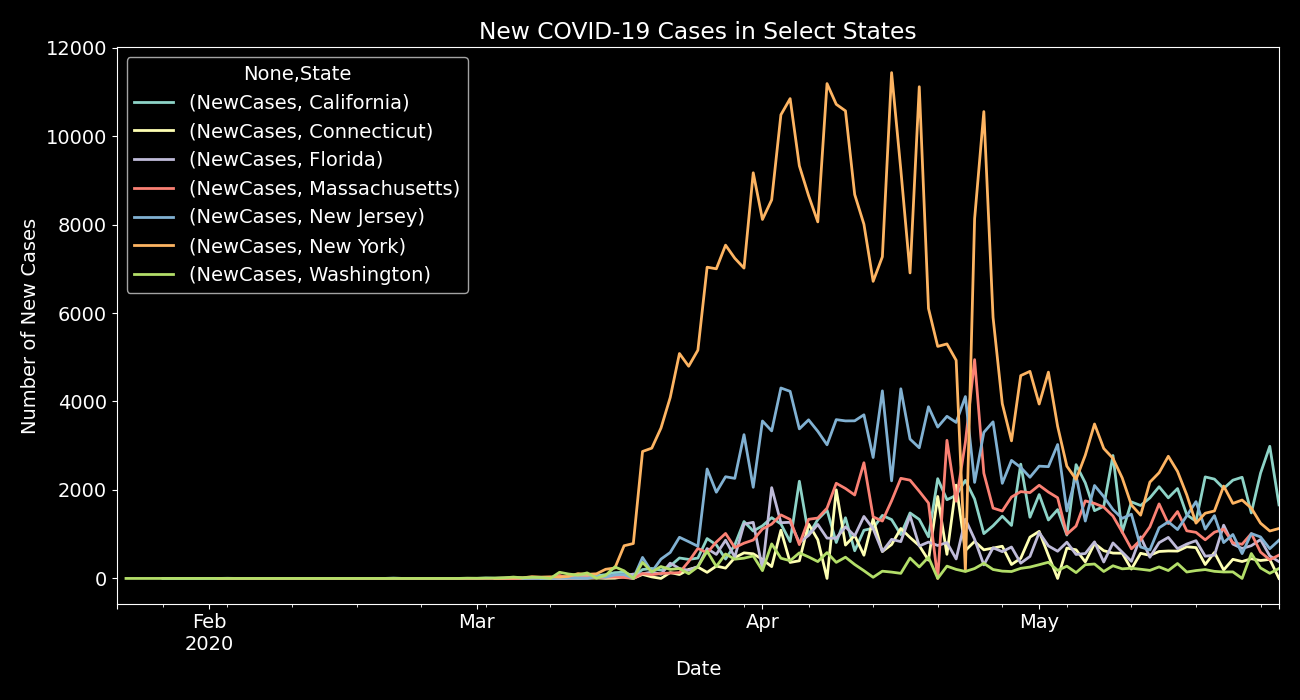 New COVID-19 Cases in Select States
12000
10000
8000
6000
4000
2000
0
Number of New Cases
None,State
(NewCases, California)
(NewCases, Connecticut)
(NewCases, Florida)
(NewCases, Massachusetts)
(NewCases, New Jersey)
(NewCases, New York)
(NewCases, Washington)
Feb Mar Apr May
2020
Date